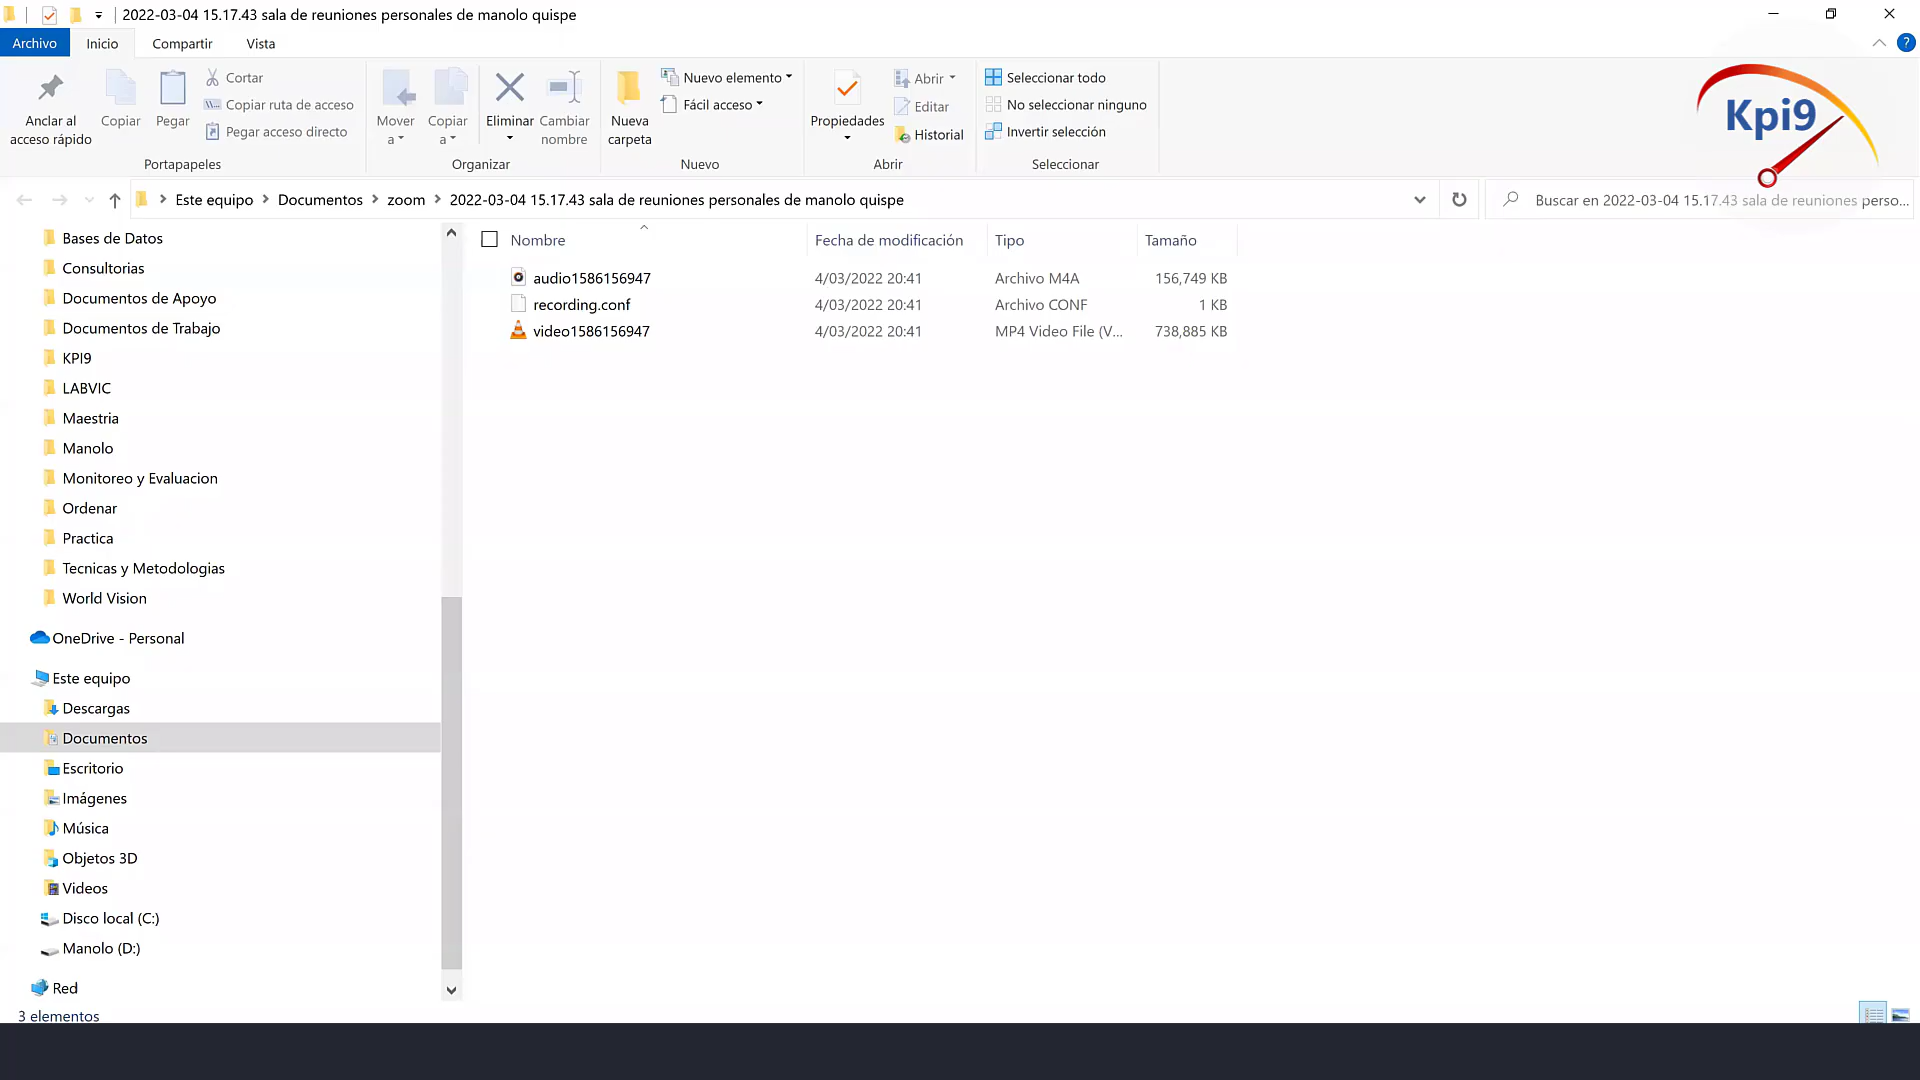 2022-03-04 15.17.43 sala de reuniones personales de manolo quispe
Archivo Inicio Compartir Vista
?
Anclar al acceso rápido
Copiar
Pegar
Cortar
Copiar ruta de acceso
Pegar acceso directo
Portapapeles
Mover a
Copiar a
Eliminar
Cambiar nombre
Organizar
Nueva carpeta
Nuevo elemento
Fácil acceso
Nuevo
Propiedades
Abrir
Editar
Historial
Abrir
Seleccionar todo
No seleccionar ninguno
Invertir selección
Seleccionar
Kpi9
Este equipo > Documentos > zoom > 2022-03-04 15.17.43 sala de reuniones personales de manolo quispe
Buscar en 2022-03-04 15.17.43 sala de reuniones perso...
Bases de Datos
Consultorias
Documentos de Apoyo
Documentos de Trabajo
KPI9
LABVIC
Maestria
Manolo
Monitoreo y Evaluacion
Ordenar
Practica
Tecnicas y Metodologias
World Vision
OneDrive - Personal
Este equipo
Descargas
Documentos
Escritorio
Imágenes
Música
Objetos 3D
Videos
Disco local (C:)
Manolo (D:)
Red
Nombre Fecha de modificación Tipo Tamaño
audio1586156947 4/03/2022 20:41 Archivo M4A 156,749 KB
recording.conf 4/03/2022 20:41 Archivo CONF 1 KB
video1586156947 4/03/2022 20:41 MP4 Video File (V... 738,885 KB
3 elementos